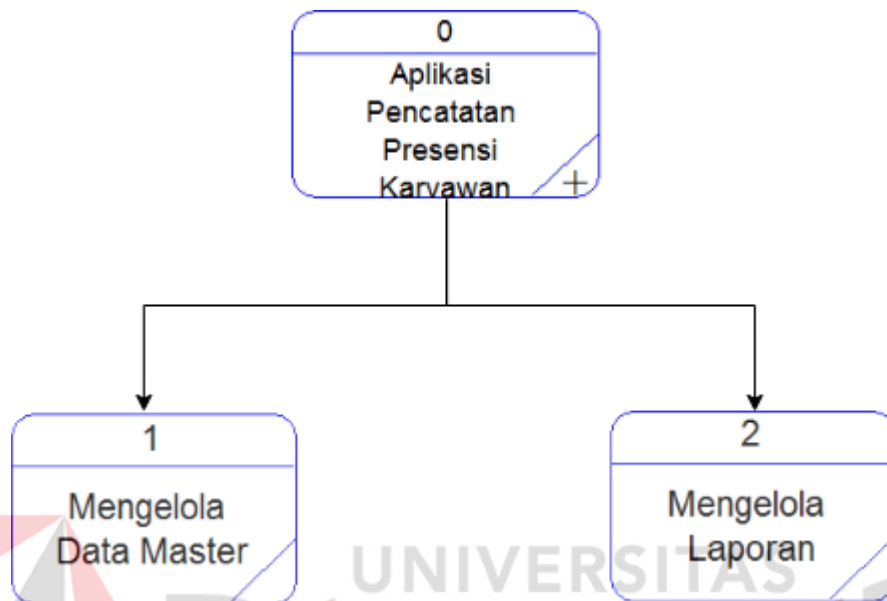 0
Aplikasi
Pencatatan
Presensi
Karyawan
1
Mengelola
Data Master
2
Mengelola
Laporan
UNIVERSITAS